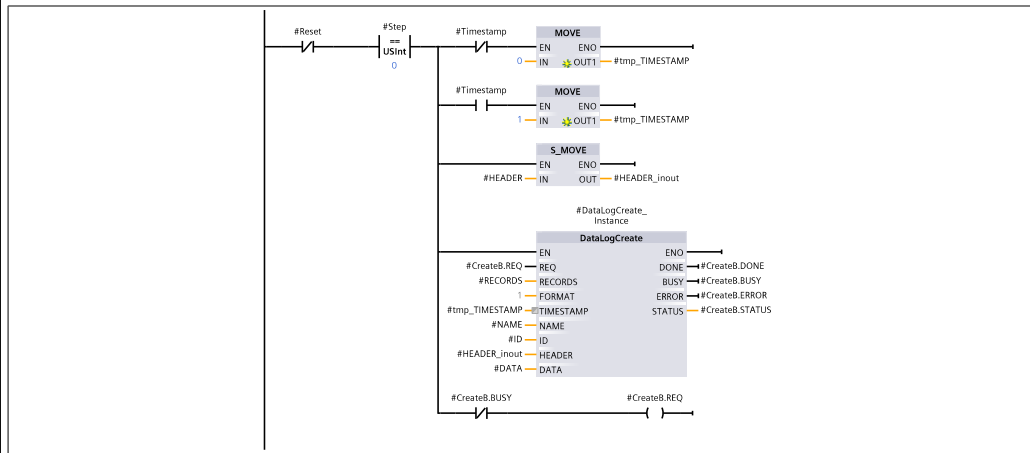 #Reset
#Step
==
USInt
0
#Timestamp
MOVE
EN ENO
0 IN OUT1 #tmp_TIMESTAMP
#Timestamp
MOVE
EN ENO
1 IN OUT1 #tmp_TIMESTAMP
S_MOVE
EN ENO
#HEADER IN OUT #HEADER_inout
#DataLogCreate_
Instance
DataLogCreate
EN ENO
#CreateB.REQ REQ DONE #CreateB.DONE
#RECORDS RECORDS BUSY #CreateB.BUSY
1 FORMAT ERROR #CreateB.ERROR
#tmp_TIMESTAMP TIMESTAMP STATUS #CreateB.STATUS
#NAME NAME
#ID ID
#HEADER_inout HEADER
#DATA DATA
#CreateB.BUSY #CreateB.REQ